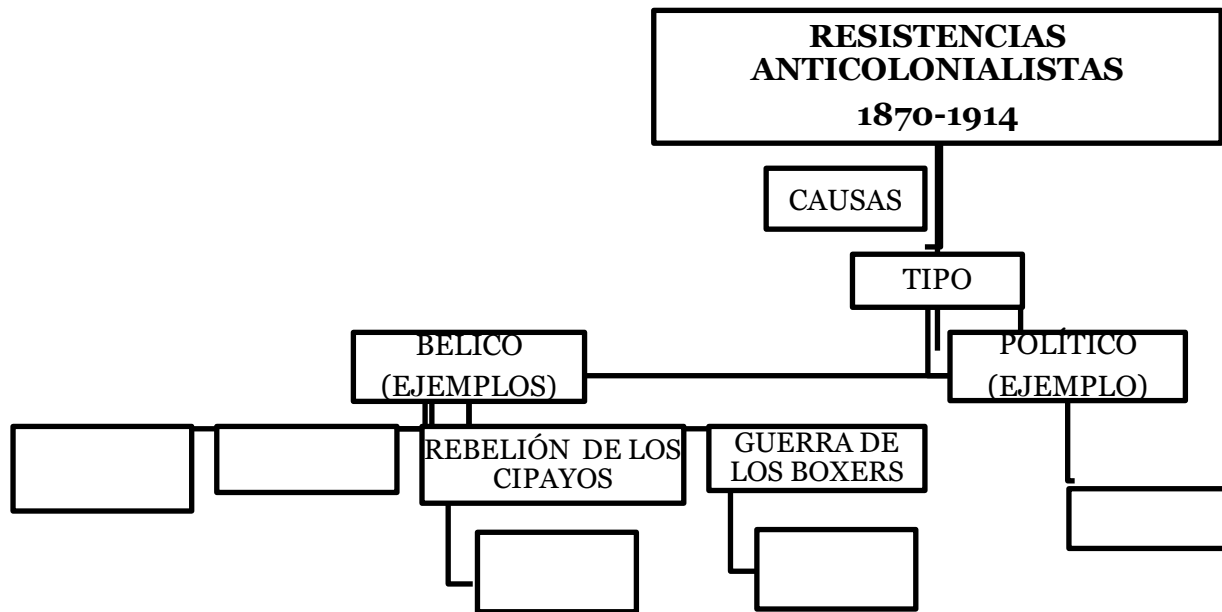 RESISTENCIAS
ANTICOLONIALISTAS
1870-1914
CAUSAS
TIPO
BELICO
(EJEMPLOS)
POLÍTICO
(EJEMPLO)
REBELIÓN DE LOS
CIPAYOS
GUERRA DE
LOS BOXERS